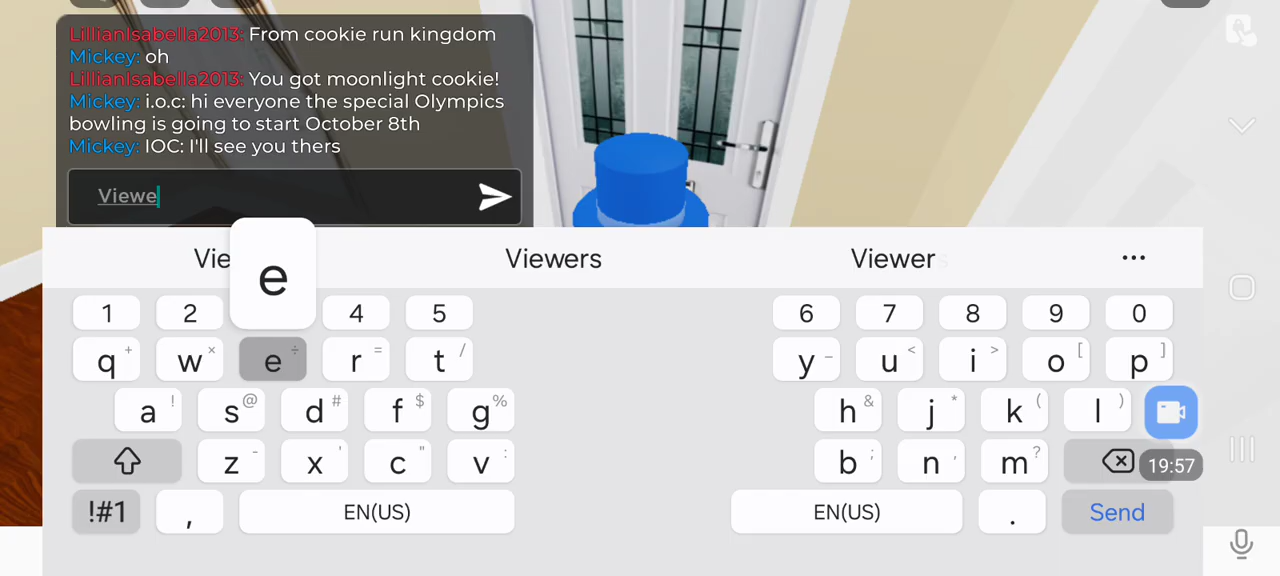 LillianIsabella2013: From cookie run kingdom
Mickey: oh
LillianIsabella2013: You got moonlight cookie!
Mickey: i.o.c: hi everyone the special Olympics
bowling is going to start October 8th
Mickey: IOC: I'll see you thers
Viewe
Vie Viewers Viewer ...
e
1 2 4 5 6 7 8 9 0
q + w × e ÷ r = t / y - u < i > o [ p ]
a ! s @ d # f $ g % h & j * k ( l )
z - x ' c " v : b ; n , m ?
19:57
!#1 , EN(US) EN(US) . Send